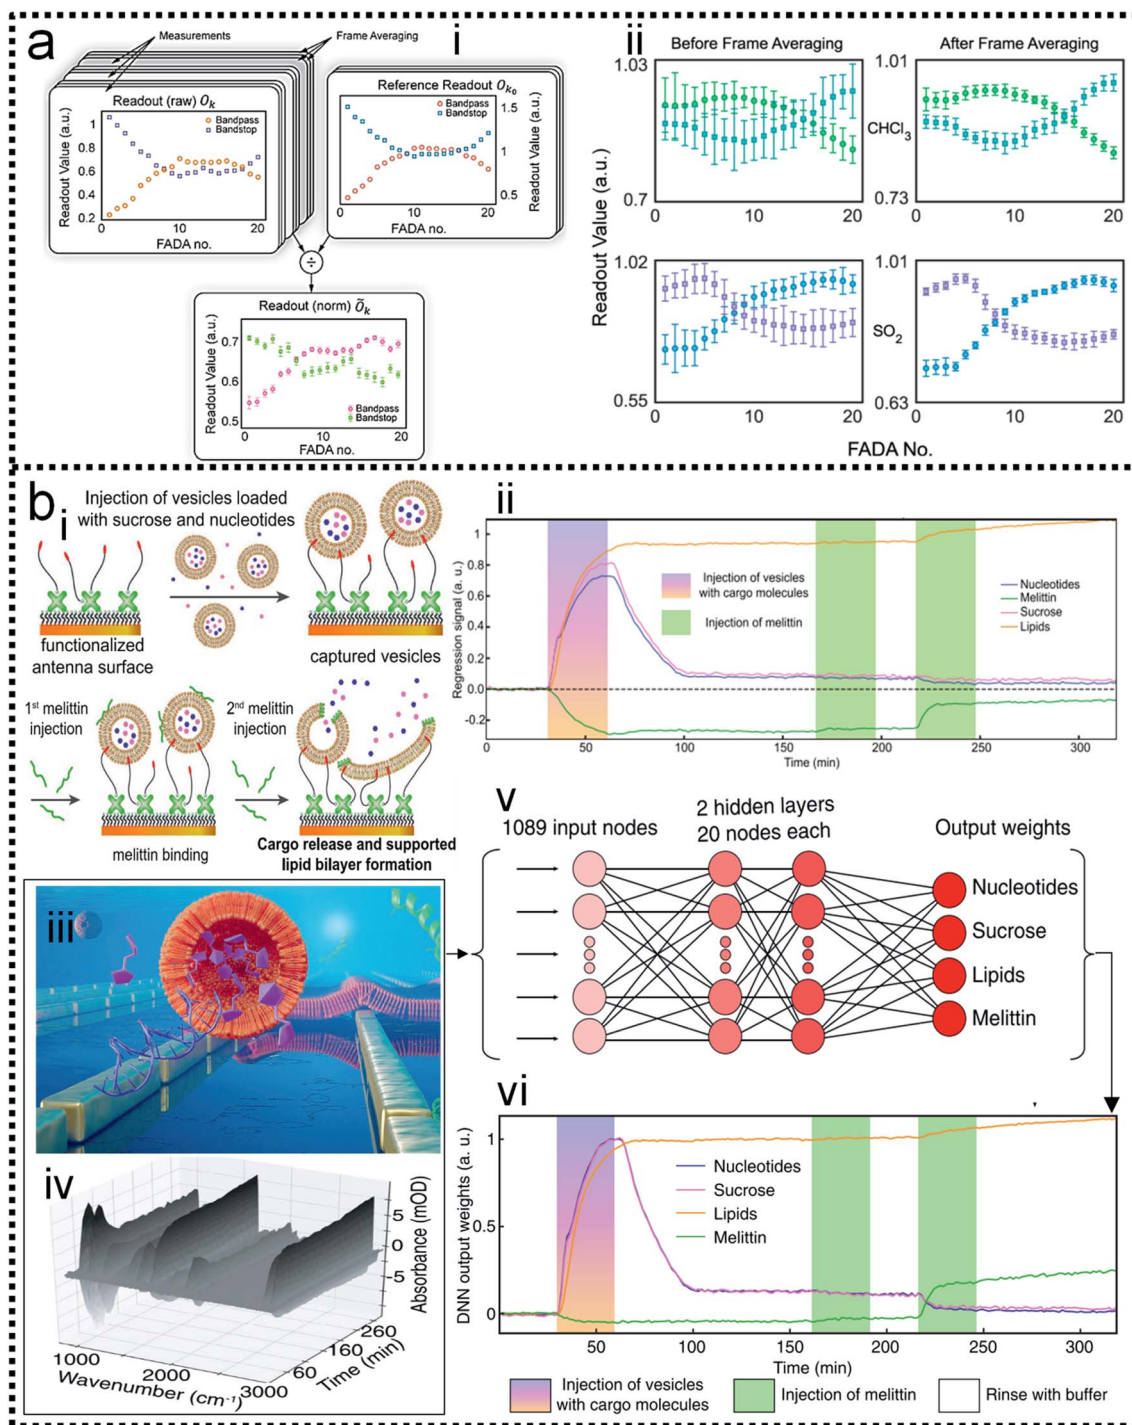 a
Measurements
Frame Averaging
i
Readout (raw) Ok
Bandpass
Bandstop
Readout Value (a.u.)
1
0.8
0.6
0.4
0.2
0 10 20
FADA no.
Reference Readout Ok0
Bandpass
Bandstop
1.5
1
0.5
Readout Value (a.u.)
0 10 20
FADA no.
÷
Readout (norm) Õk
Readout Value (a.u.)
0.7
0.6
0.5
Bandpass
Bandstop
0 10 20
FADA no.
ii
Before Frame Averaging
After Frame Averaging
Readout Value (a.u.)
1.03
0.7
0 10 20
1.01
CHCl3
0.73
0 10 20
1.02
0.55
0 10 20
1.01
SO2
0.63
0 10 20
FADA No.
b
i
Injection of vesicles loaded
with sucrose and nucleotides
functionalized
antenna surface
captured vesicles
1st melittin
injection
2nd melittin
injection
melittin binding
Cargo release and supported
lipid bilayer formation
ii
Regression signal (a. u.)
1
0.8
0.6
0.4
0.2
0.0
-0.2
0 50 100 150 200 250 300
Time (min)
Injection of vesicles
with cargo molecules
Injection of melittin
Nucleotides
Melittin
Sucrose
Lipids
iii
iv
5
0
-5
Absorbance (mOD)
1000 2000 3000
Wavenumber (cm-1)
60 160 260
Time (min)
v
1089 input nodes
2 hidden layers
20 nodes each
Output weights
Nucleotides
Sucrose
Lipids
Melittin
vi
DNN output weights (a. u.)
1
0.5
0
Nucleotides
Sucrose
Lipids
Melittin
50 100 150 200 250 300
Time (min)
Injection of vesicles
with cargo molecules
Injection of melittin
Rinse with buffer